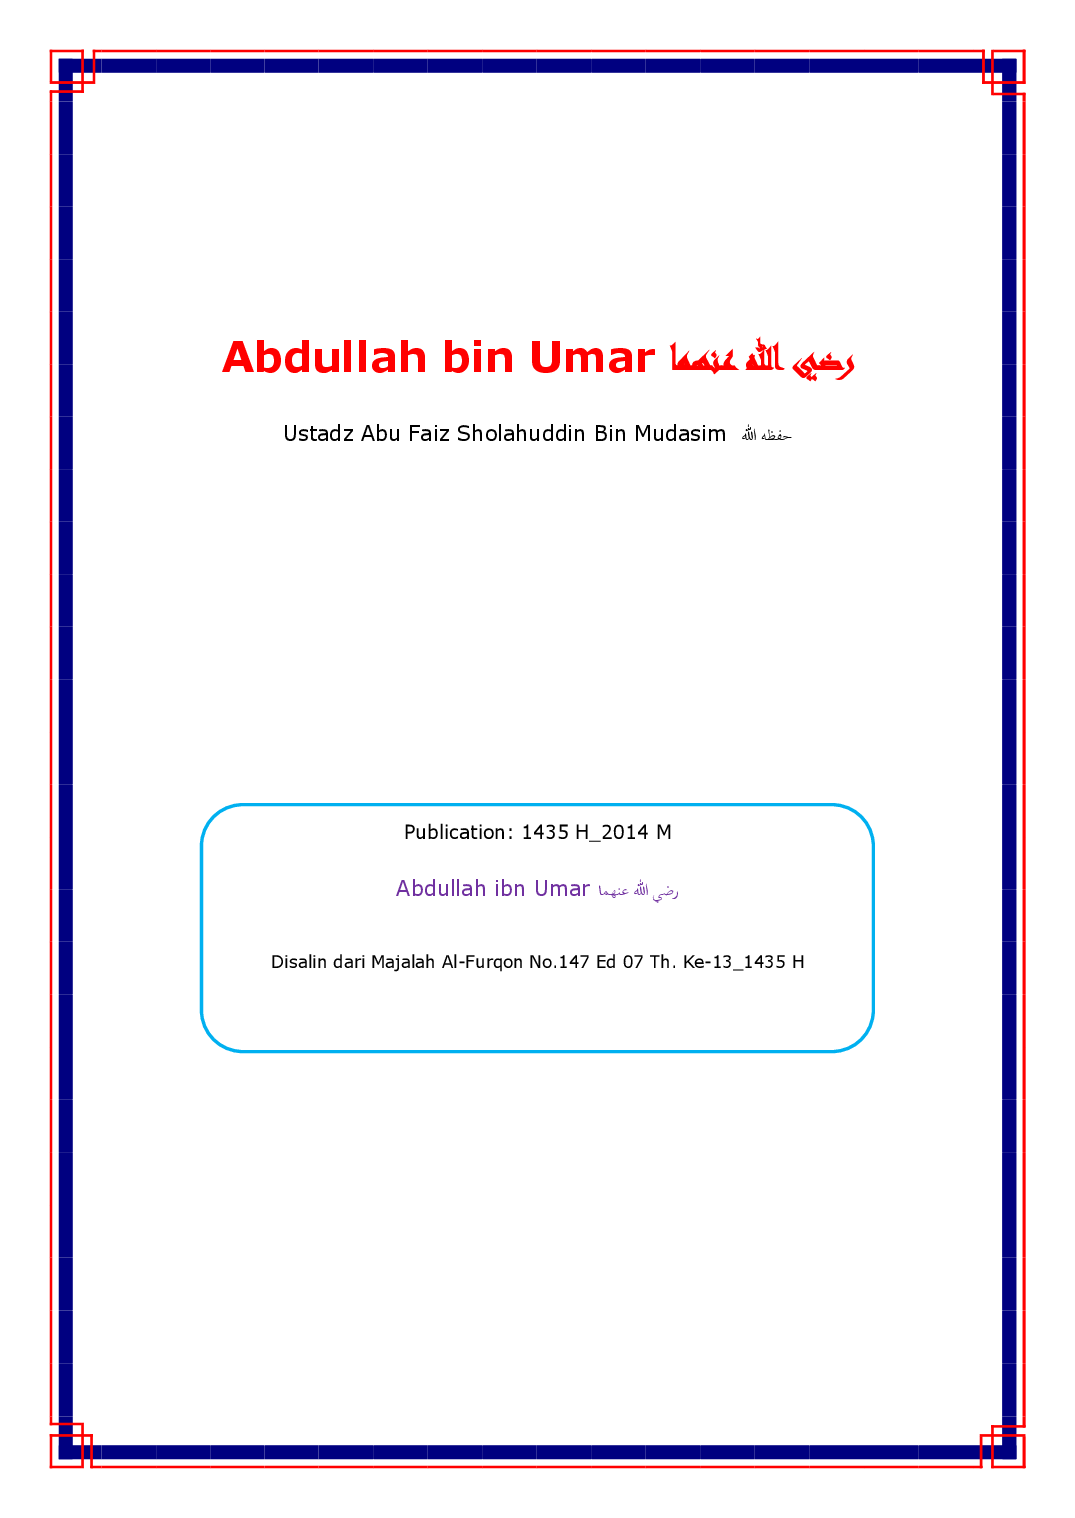 Abdullah bin Umar رضي الله عنهما
Ustadz Abu Faiz Sholahuddin Bin Mudasim حفظه الله
Publication: 1435 H_2014 M
Abdullah ibn Umar رضي الله عنهما
Disalin dari Majalah Al-Furqon No.147 Ed 07 Th. Ke-13_1435 H